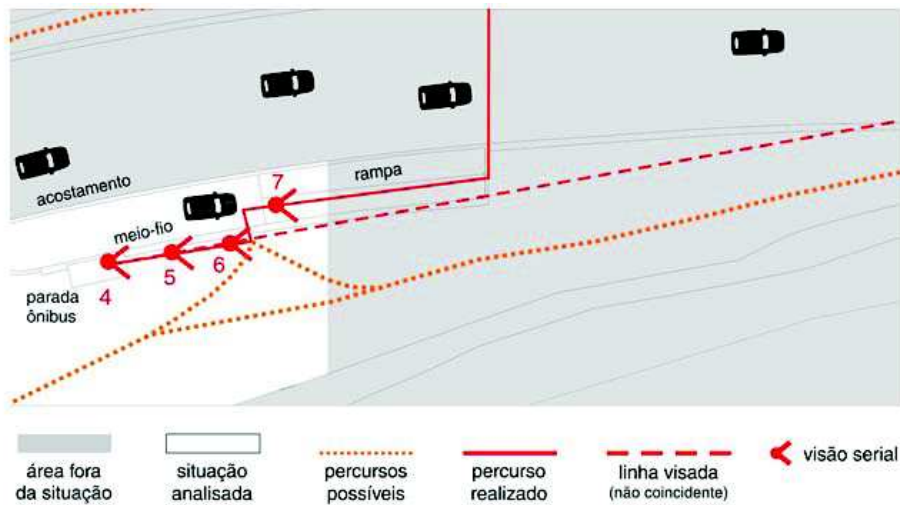 acostamento
rampa
7
meio-fio
4
5
6
parada
ônibus
área fora
da situação
situação
analisada
percursos
possíveis
percurso
realizado
linha visada
(não coincidente)
visão serial